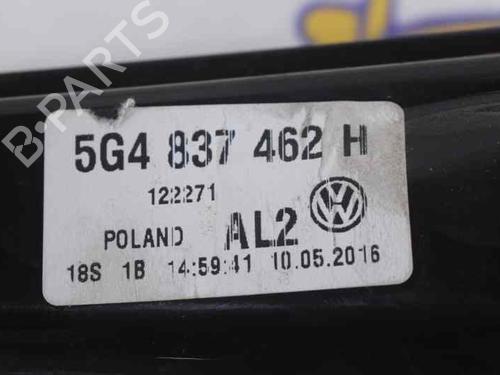 B-PARTS
5G4 837 462 H
122271
POLAND AL2
18S 1B 14:59:41 10.05.2016